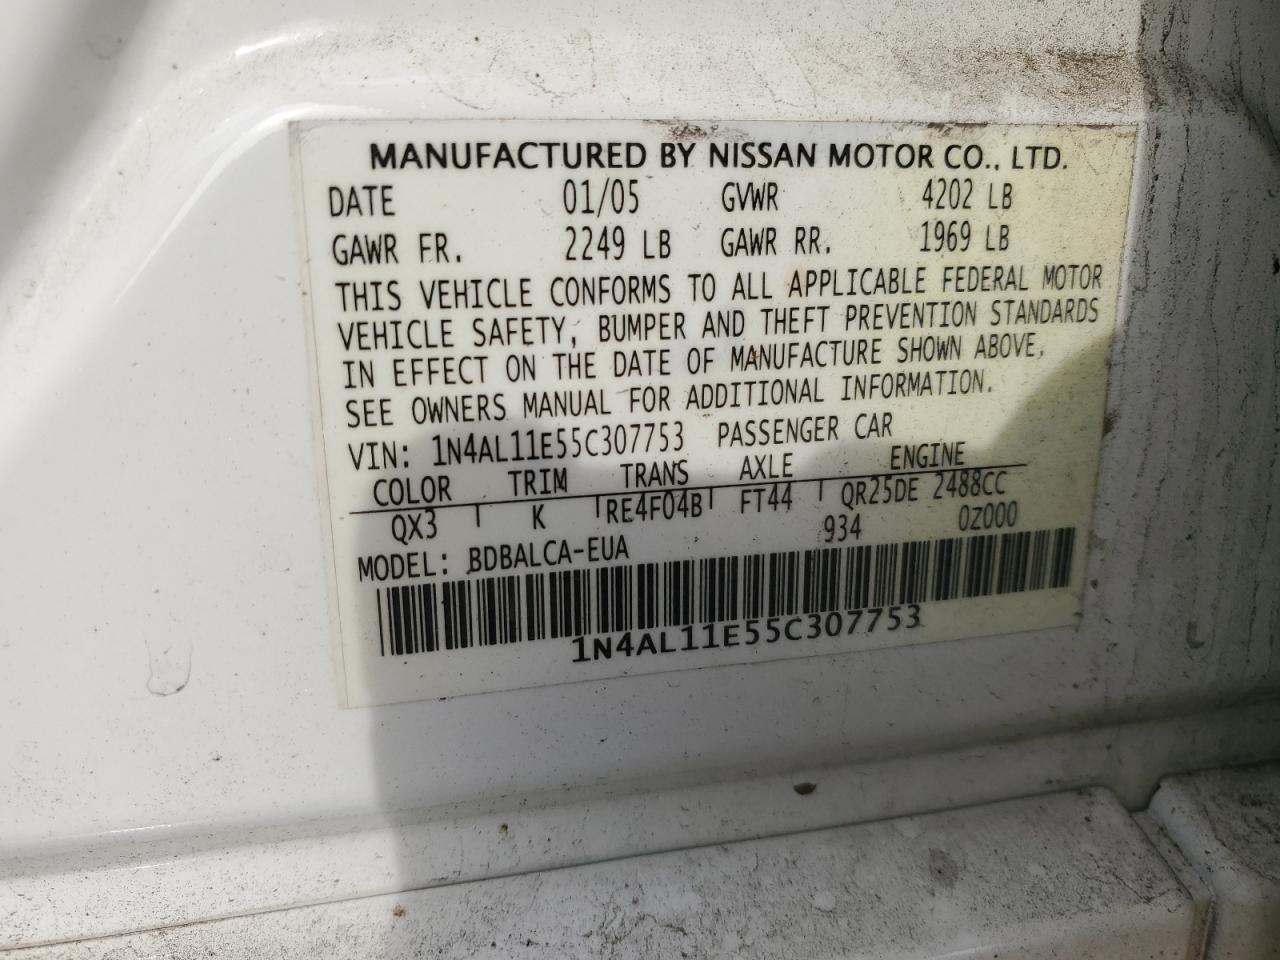 MANUFACTURED BY NISSAN MOTOR CO., LTD.
DATE 01/05 GVWR 4202 LB
GAWR FR. 2249 LB GAWR RR. 1969 LB
THIS VEHICLE CONFORMS TO ALL APPLICABLE FEDERAL MOTOR
VEHICLE SAFETY, BUMPER AND THEFT PREVENTION STANDARDS
IN EFFECT ON THE DATE OF MANUFACTURE SHOWN ABOVE,
SEE OWNERS MANUAL FOR ADDITIONAL INFORMATION.
VIN: 1N4AL11E55C307753 PASSENGER CAR
COLOR TRIM TRANS AXLE ENGINE
QX3 K RE4F04B FT44 QR25DE 2488CC
934 0Z000
MODEL: BDBALCA-EUA
1N4AL11E55C307753